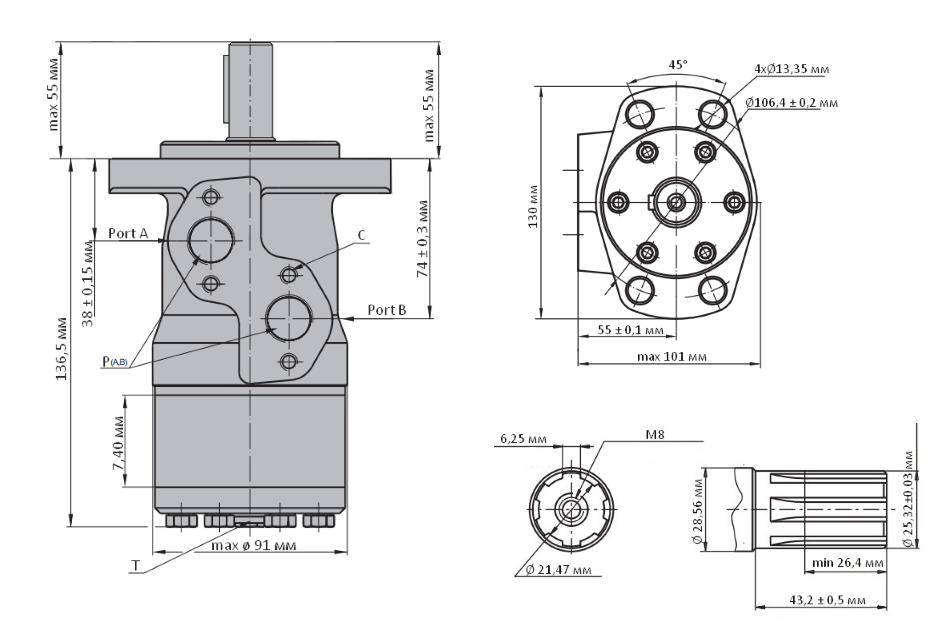 max 55 мм
max 55 мм
Port A
38 ± 0,15 мм
136,5 мм
C
74 ± 0,3 мм
Port B
P(A,B)
7,40 мм
max ø 91 мм
T
45°
4xØ13,35 мм
Ø106,4 ± 0,2 мм
130 мм
55 ± 0,1 мм
max 101 мм
6,25 мм
M8
Ø 21,47 мм
Ø 28,56 мм
Ø 25,32±0,03 мм
min 26,4 мм
43,2 ± 0,5 мм